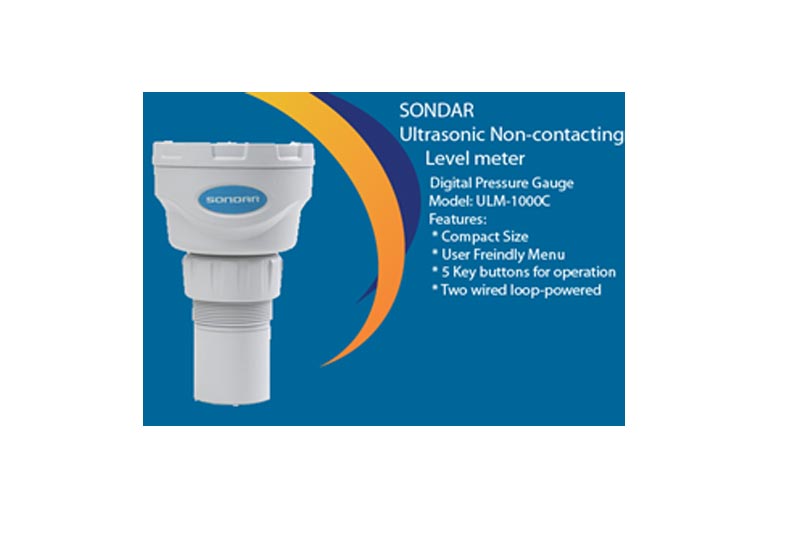 SONDAR
Ultrasonic Non-contacting
Level meter
Digital Pressure Gauge
Model: ULM-1000C
Features:
* Compact Size
* User Freindly Menu
* 5 Key buttons for operation
* Two wired loop-powered
SONDAR